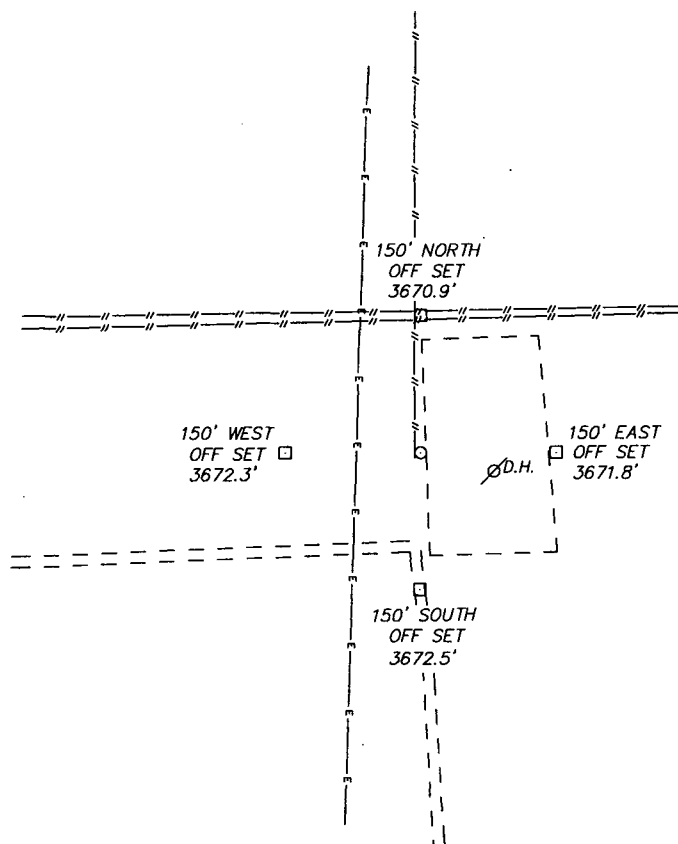 150' NORTH
OFF SET
3670.9'
150' WEST
OFF SET
3672.3'
150' EAST
OFF SET
3671.8'
D.H.
150' SOUTH
OFF SET
3672.5'
E
E
E
E
E
E
E
E
E
E
E